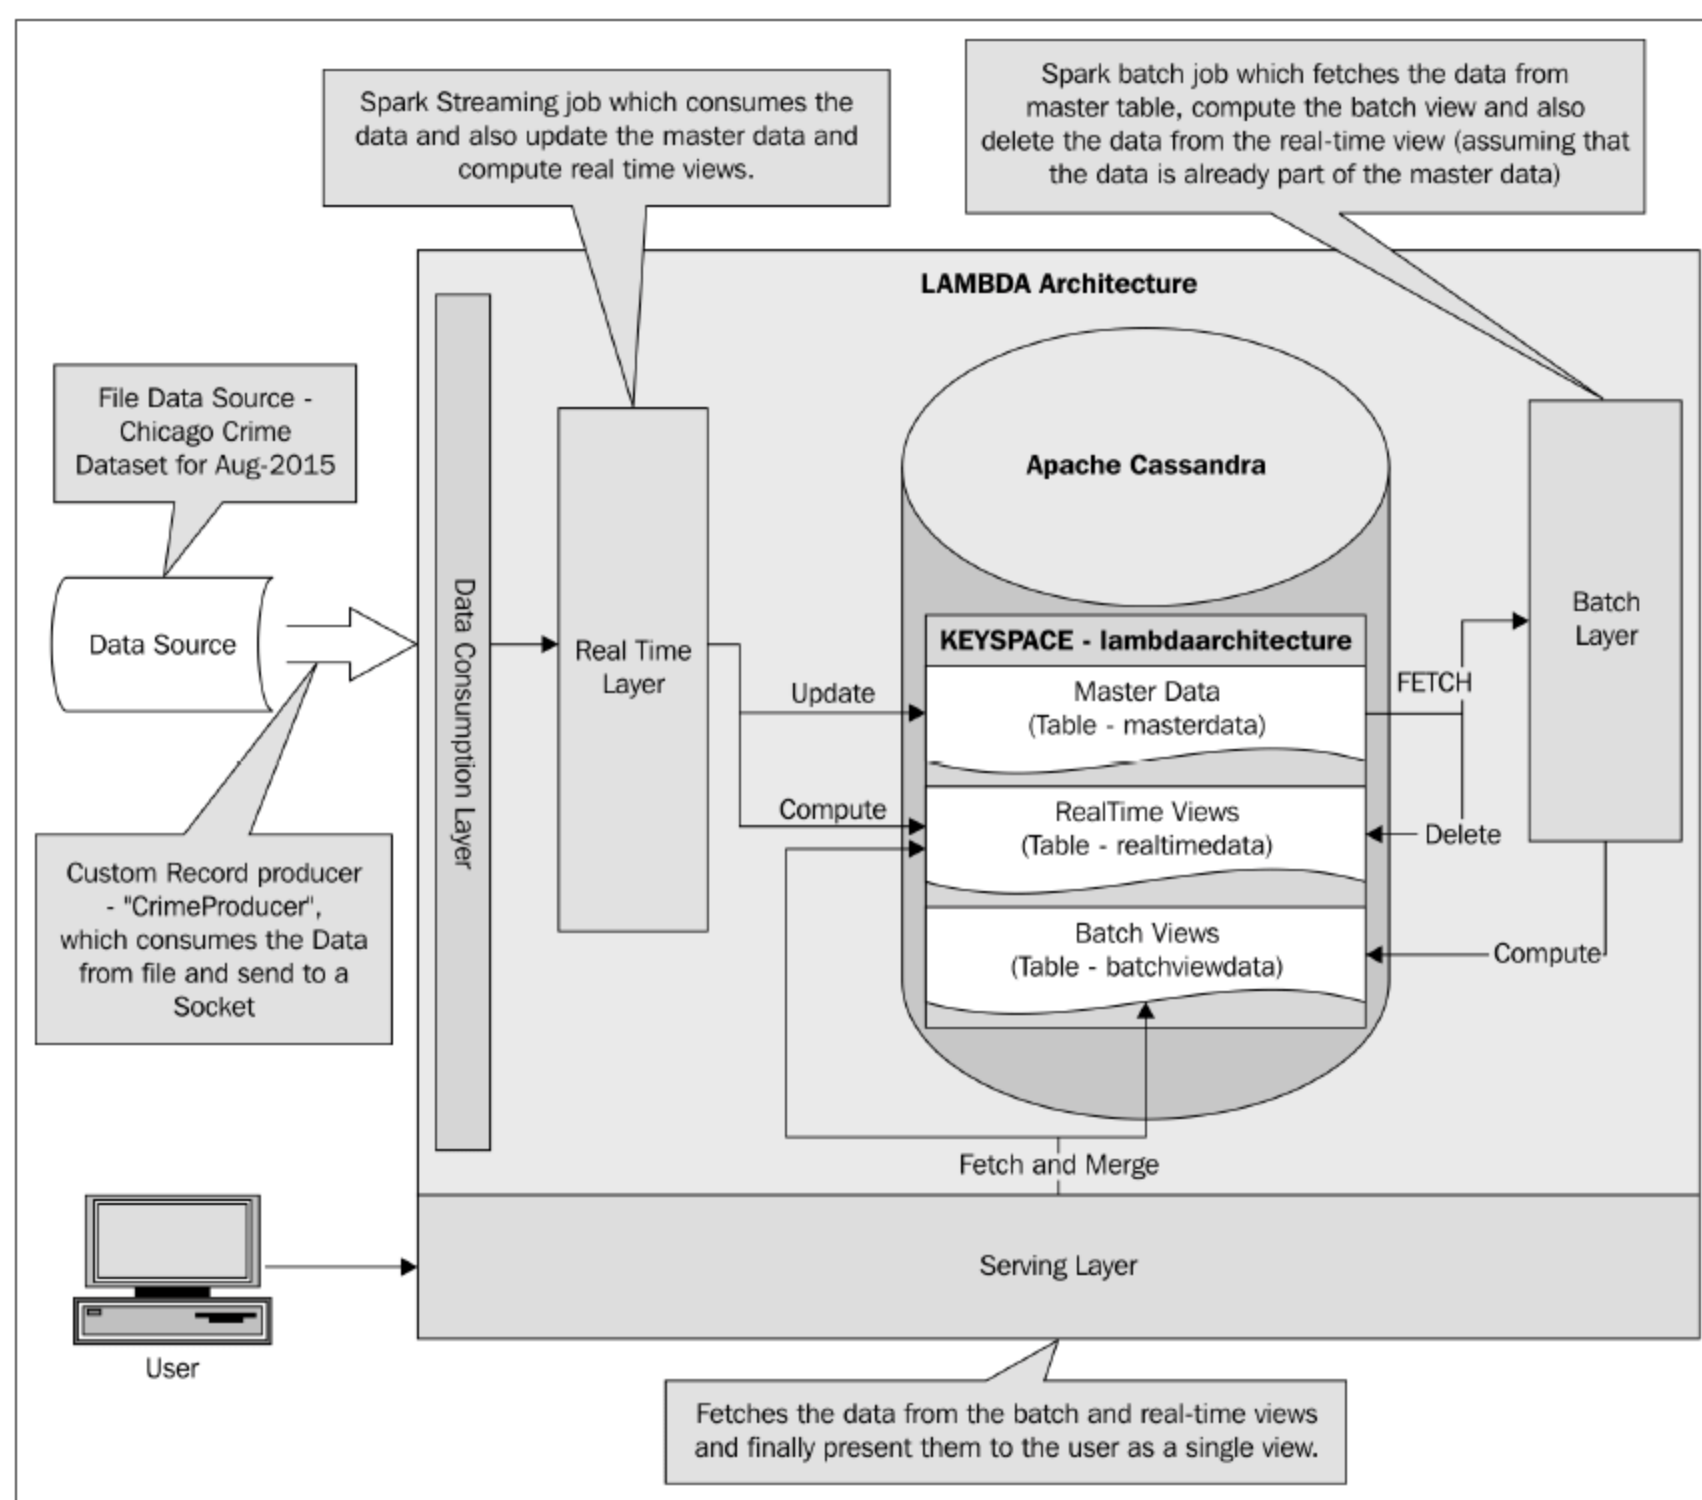 Spark Streaming job which consumes the
data and also update the master data and
compute real time views.
Spark batch job which fetches the data from
master table, compute the batch view and also
delete the data from the real-time view (assuming that
the data is already part of the master data)
LAMBDA Architecture
File Data Source -
Chicago Crime
Dataset for Aug-2015
Data Source
Custom Record producer
- "CrimeProducer",
which consumes the Data
from file and send to a
Socket
Data Consumption Layer
Real Time
Layer
Update
Compute
Apache Cassandra
KEYSPACE - lambdaarchitecture
Master Data
(Table - masterdata)
RealTime Views
(Table - realtimedata)
Batch Views
(Table - batchviewdata)
FETCH
Delete
Compute
Batch
Layer
Fetch and Merge
Serving Layer
User
Fetches the data from the batch and real-time views
and finally present them to the user as a single view.